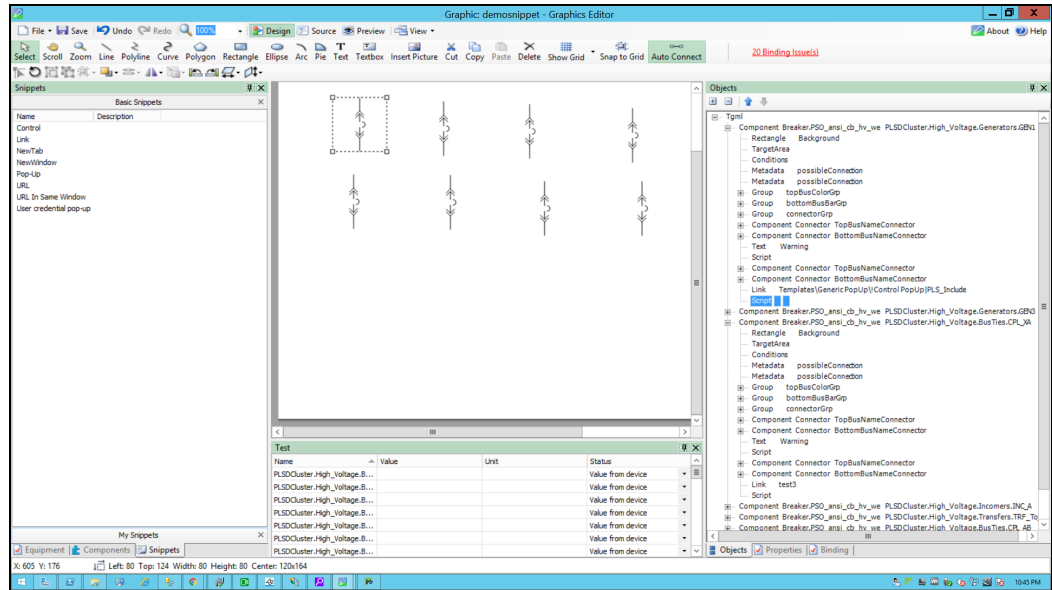 Graphic: demosnippet - Graphics Editor
File Save Undo Redo 100% Design Source Preview View About Help
Select Scroll Zoom Line Polyline Curve Polygon Rectangle Ellipse Arc Pie Text Textbox Insert Picture Cut Copy Paste Delete Show Grid Snap to Grid Auto Connect 20 Binding Issue(s)
Snippets
Basic Snippets
Name Description
Control
Link
NewTab
NewWindow
Pop-Up
URL
URL In Same Window
User credential pop-up
My Snippets
Equipment Components Snippets
Test
Name Value Unit Status
PLSDCluster.High_Voltage.B... Value from device
PLSDCluster.High_Voltage.B... Value from device
PLSDCluster.High_Voltage.B... Value from device
PLSDCluster.High_Voltage.B... Value from device
PLSDCluster.High_Voltage.B... Value from device
PLSDCluster.High_Voltage.B... Value from device
PLSDCluster.High_Voltage.B... Value from device
Objects
Tgml
Component Breaker.PSO_ansi_cb_hv_we PLSDCluster.High_Voltage.Generators.GEN1
Rectangle Background
TargetArea
Conditions
Metadata possibleConnection
Metadata possibleConnection
Group topBusColorGrp
Group bottomBusBarGrp
Group connectorGrp
Component Connector TopBusNameConnector
Component Connector BottomBusNameConnector
Text Warning
Script
Component Connector TopBusNameConnector
Component Connector BottomBusNameConnector
Link Templates\Generic PopUp\!Control PopUp|PLS_Include
Script
Component Breaker.PSO_ansi_cb_hv_we PLSDCluster.High_Voltage.Generators.GEN3
Component Breaker.PSO_ansi_cb_hv_we PLSDCluster.High_Voltage.BusTies.CPL_XA
Rectangle Background
TargetArea
Conditions
Metadata possibleConnection
Metadata possibleConnection
Group topBusColorGrp
Group bottomBusBarGrp
Group connectorGrp
Component Connector TopBusNameConnector
Component Connector BottomBusNameConnector
Text Warning
Script
Component Connector TopBusNameConnector
Component Connector BottomBusNameConnector
Link test3
Script
Component Breaker.PSO_ansi_cb_hv_we PLSDCluster.High_Voltage.Incomers.INC_A
Component Breaker.PSO_ansi_cb_hv_we PLSDCluster.High_Voltage.Transfers.TRF_To
Component Breaker.PSO_ansi_cb_hv_we PLSDCluster.High_Voltage.BusTies.CPL_AB
Objects Properties Binding
X: 605 Y: 176 Left: 80 Top: 124 Width: 80 Height: 80 Center: 120x164
10:45 PM